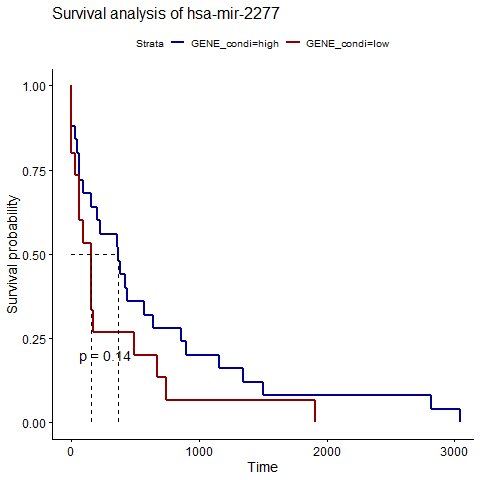 Survival analysis of hsa-mir-2277
Strata GENE_condi=high GENE_condi=low
Survival probability
1.00
0.75
0.50
0.25
0.00
p = 0.14
0 1000 2000 3000
Time